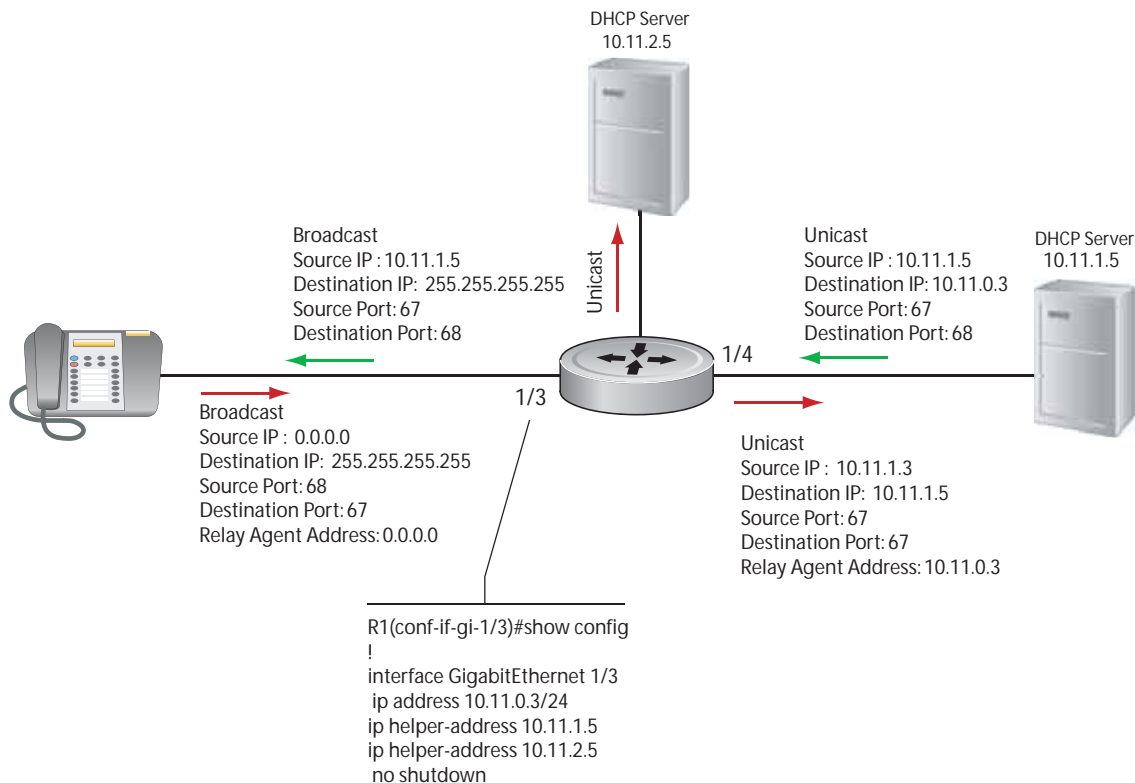 DHCP Server
10.11.2.5
Broadcast
Source IP : 10.11.1.5
Destination IP: 255.255.255.255
Source Port: 67
Destination Port: 68
Unicast
Unicast
Source IP : 10.11.1.5
Destination IP: 10.11.0.3
Source Port: 67
Destination Port: 68
DHCP Server
10.11.1.5
1/4
1/3
Broadcast
Source IP : 0.0.0.0
Destination IP: 255.255.255.255
Source Port: 68
Destination Port: 67
Relay Agent Address: 0.0.0.0
Unicast
Source IP : 10.11.1.3
Destination IP: 10.11.1.5
Source Port: 67
Destination Port: 67
Relay Agent Address: 10.11.0.3
R1(conf-if-gi-1/3)#show config
!
interface GigabitEthernet 1/3
ip address 10.11.0.3/24
ip helper-address 10.11.1.5
ip helper-address 10.11.2.5
no shutdown